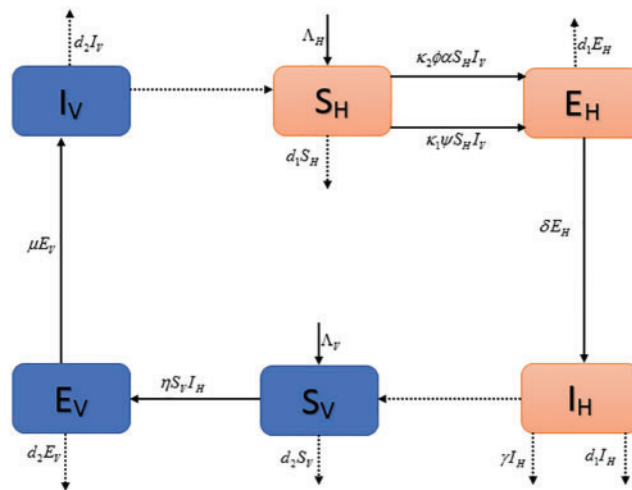 d₂I_V
Λ_H
κ₂ϕαS_H I_V
d₁E_H
I_V
S_H
E_H
κ₁ψS_H I_V
d₁S_H
μE_V
δE_H
Λ_V
ηS_V I_H
E_V
S_V
I_H
d₂E_V
d₂S_V
γI_H
d₁I_H